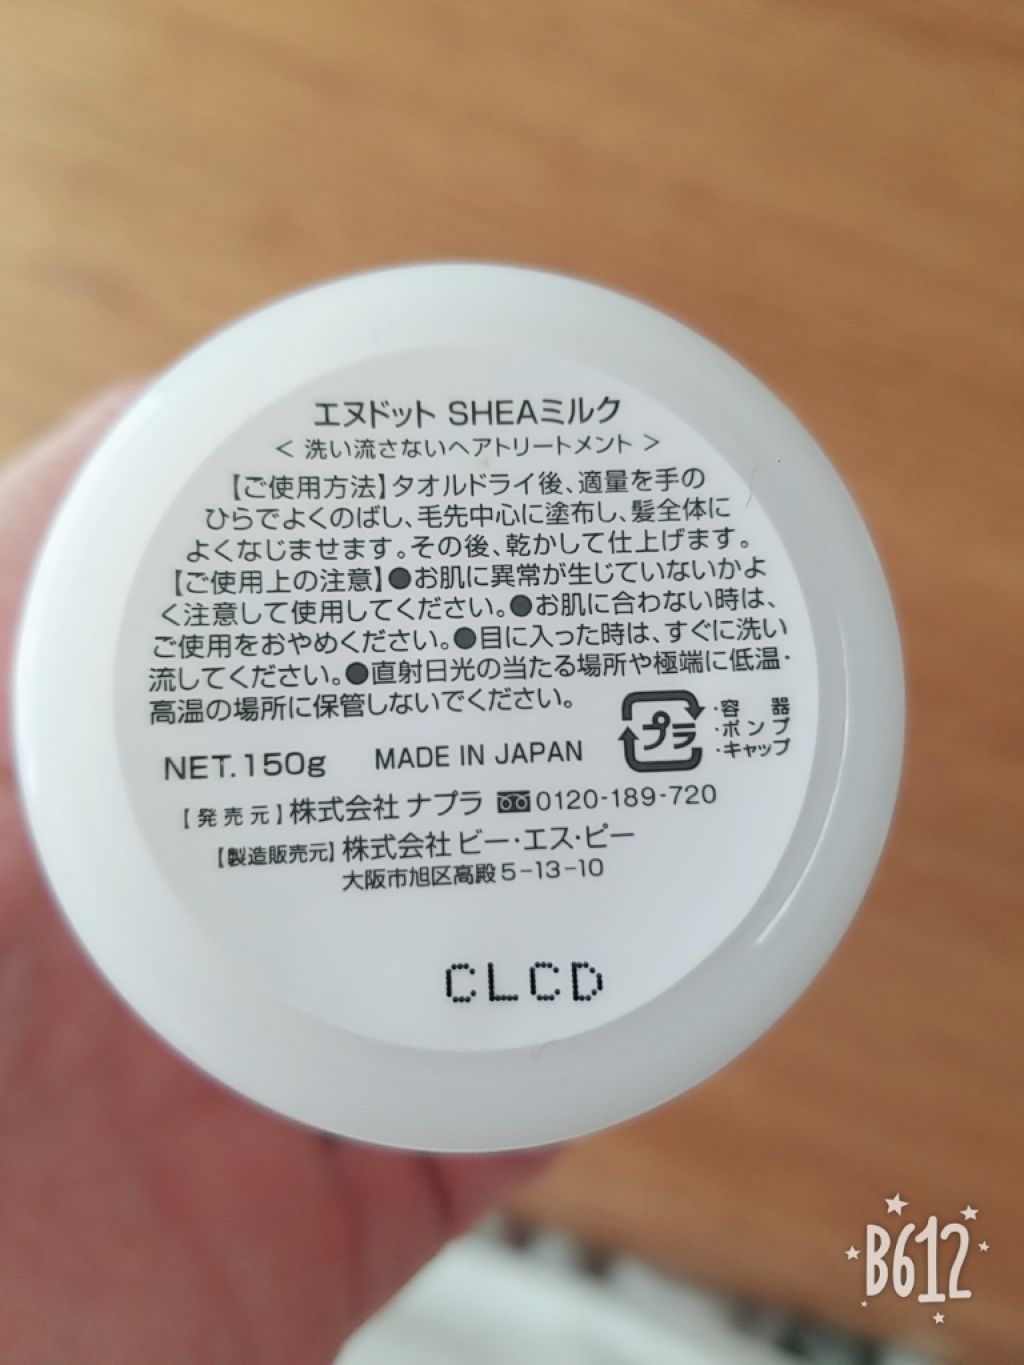 エヌドット SHEAミルク
< 洗い流さないヘアトリートメント >
【ご使用方法】タオルドライ後、適量を手の
ひらでよくのばし、毛先中心に塗布し、髪全体に
よくなじませます。その後、乾かして仕上げます。
【ご使用上の注意】●お肌に異常が生じていないかよ
く注意して使用してください。●お肌に合わない時は、
ご使用をおやめください。●目に入った時は、すぐに洗い
流してください。●直射日光の当たる場所や極端に低温・
高温の場所に保管しないでください。
プラ
・容器
・ポンプ
・キャップ
NET.150g MADE IN JAPAN
【発売元】株式会社 ナプラ 0120-189-720
【製造販売元】株式会社 ビー・エス・ピー
大阪市旭区高殿5-13-10
CLCD
B612